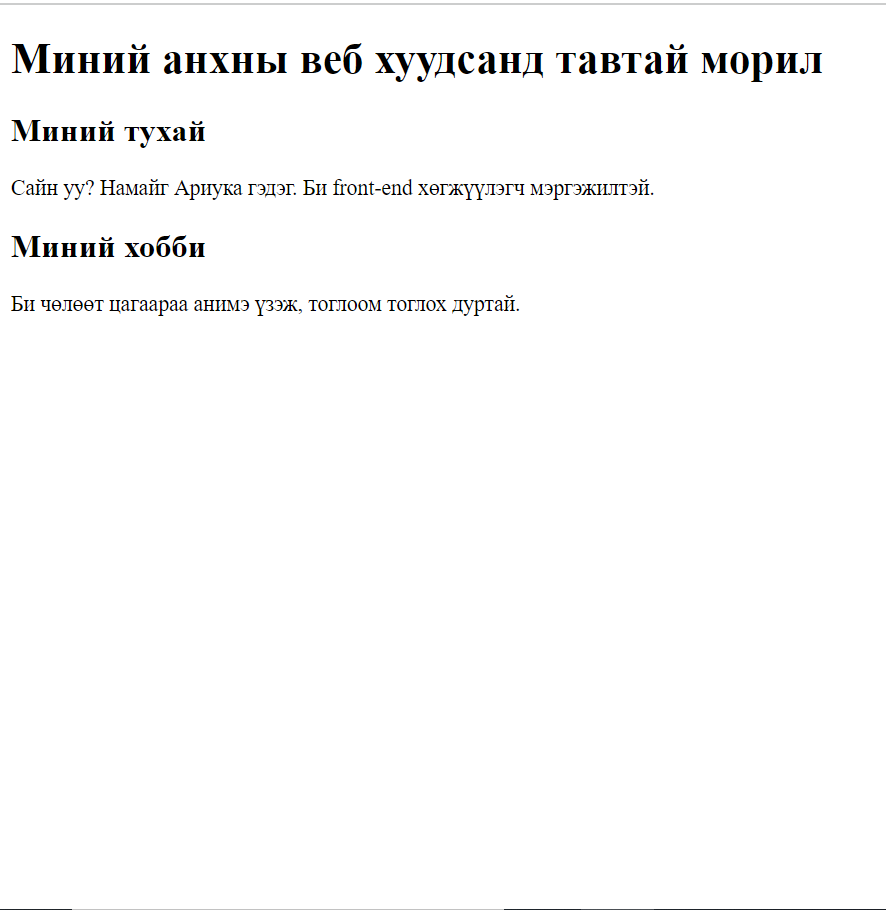 Миний анхны веб хуудсанд тавтай морил
Миний тухай
Сайн уу? Намайг Ариука гэдэг. Би front-end хөгжүүлэгч мэргэжилтэй.
Миний хобби
Би чөлөөт цагаараа анимэ үзэж, тоглоом тоглох дуртай.